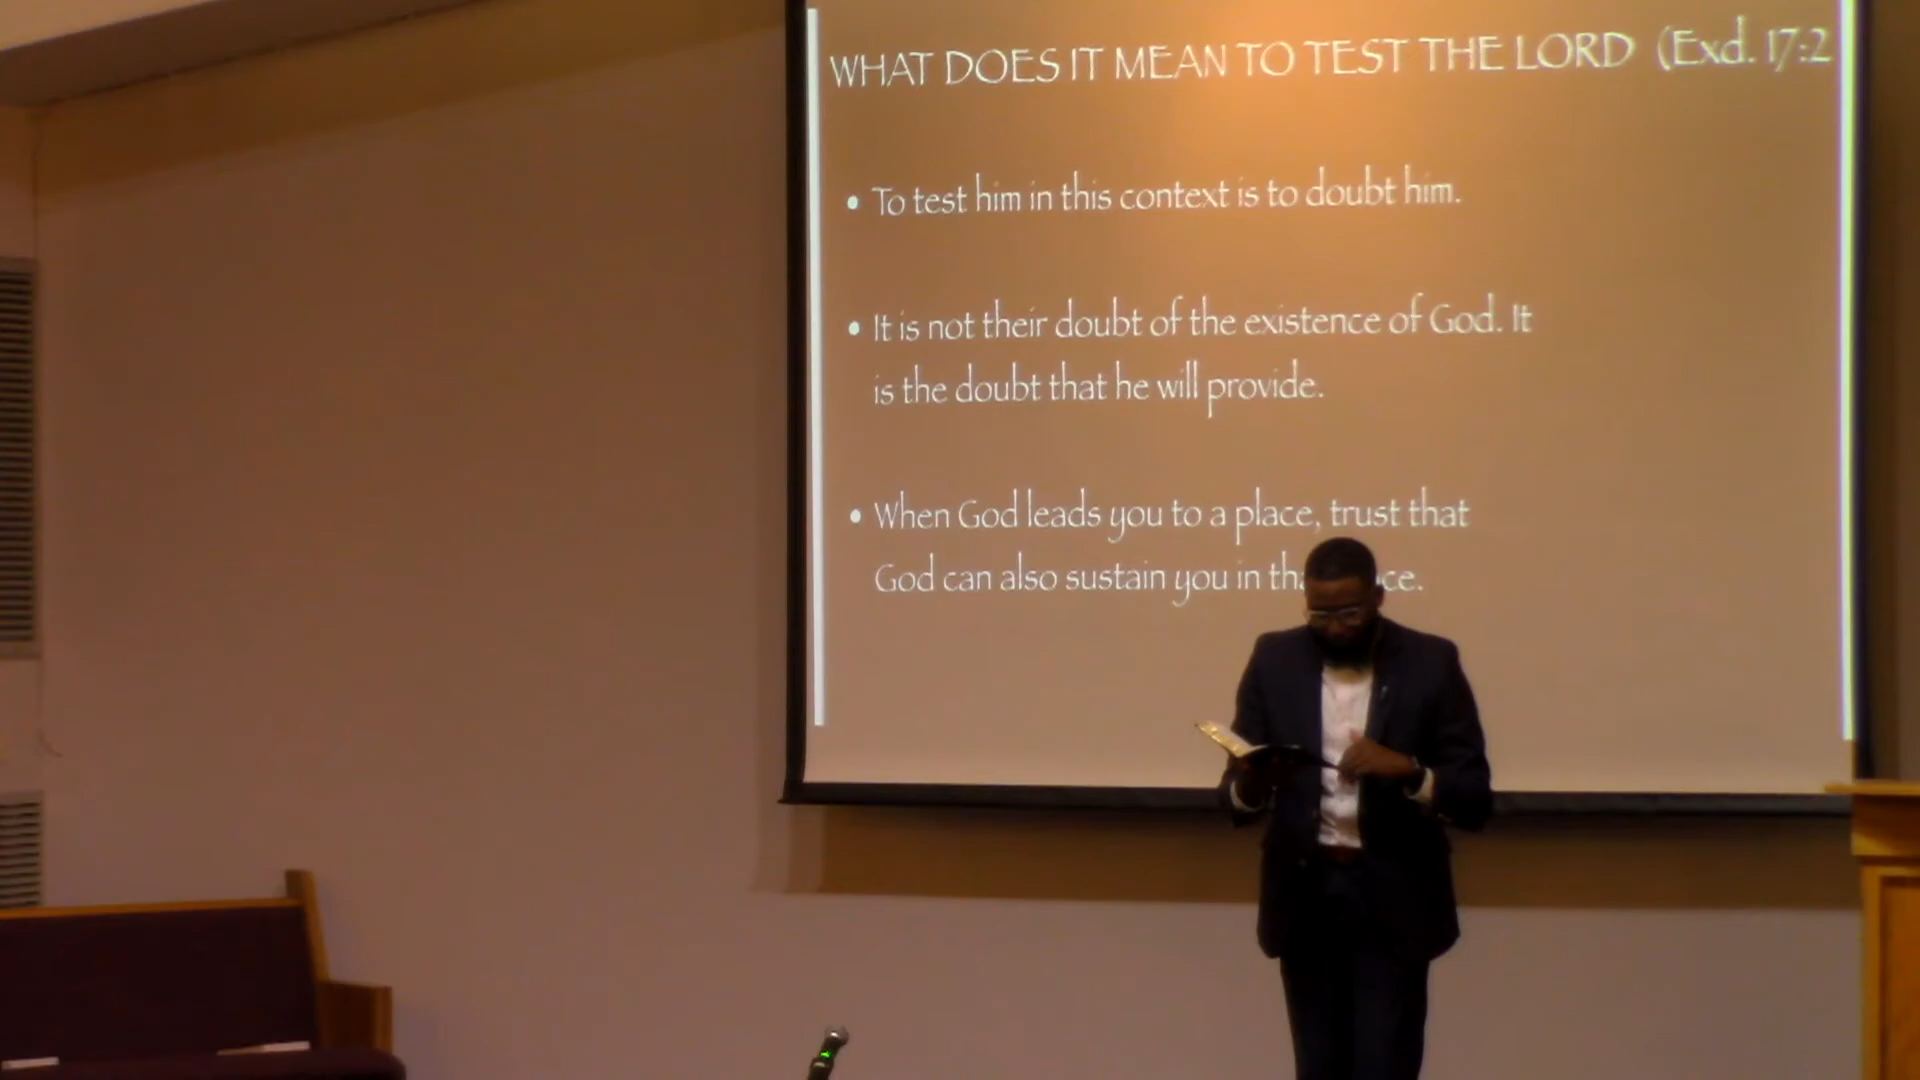 WHAT DOES IT MEAN TO TEST THE LORD (Exd. 17:2
• To test him in this context is to doubt him.
• It is not their doubt of the existence of God. It
is the doubt that he will provide.
• When God leads you to a place, trust that
God can also sustain you in